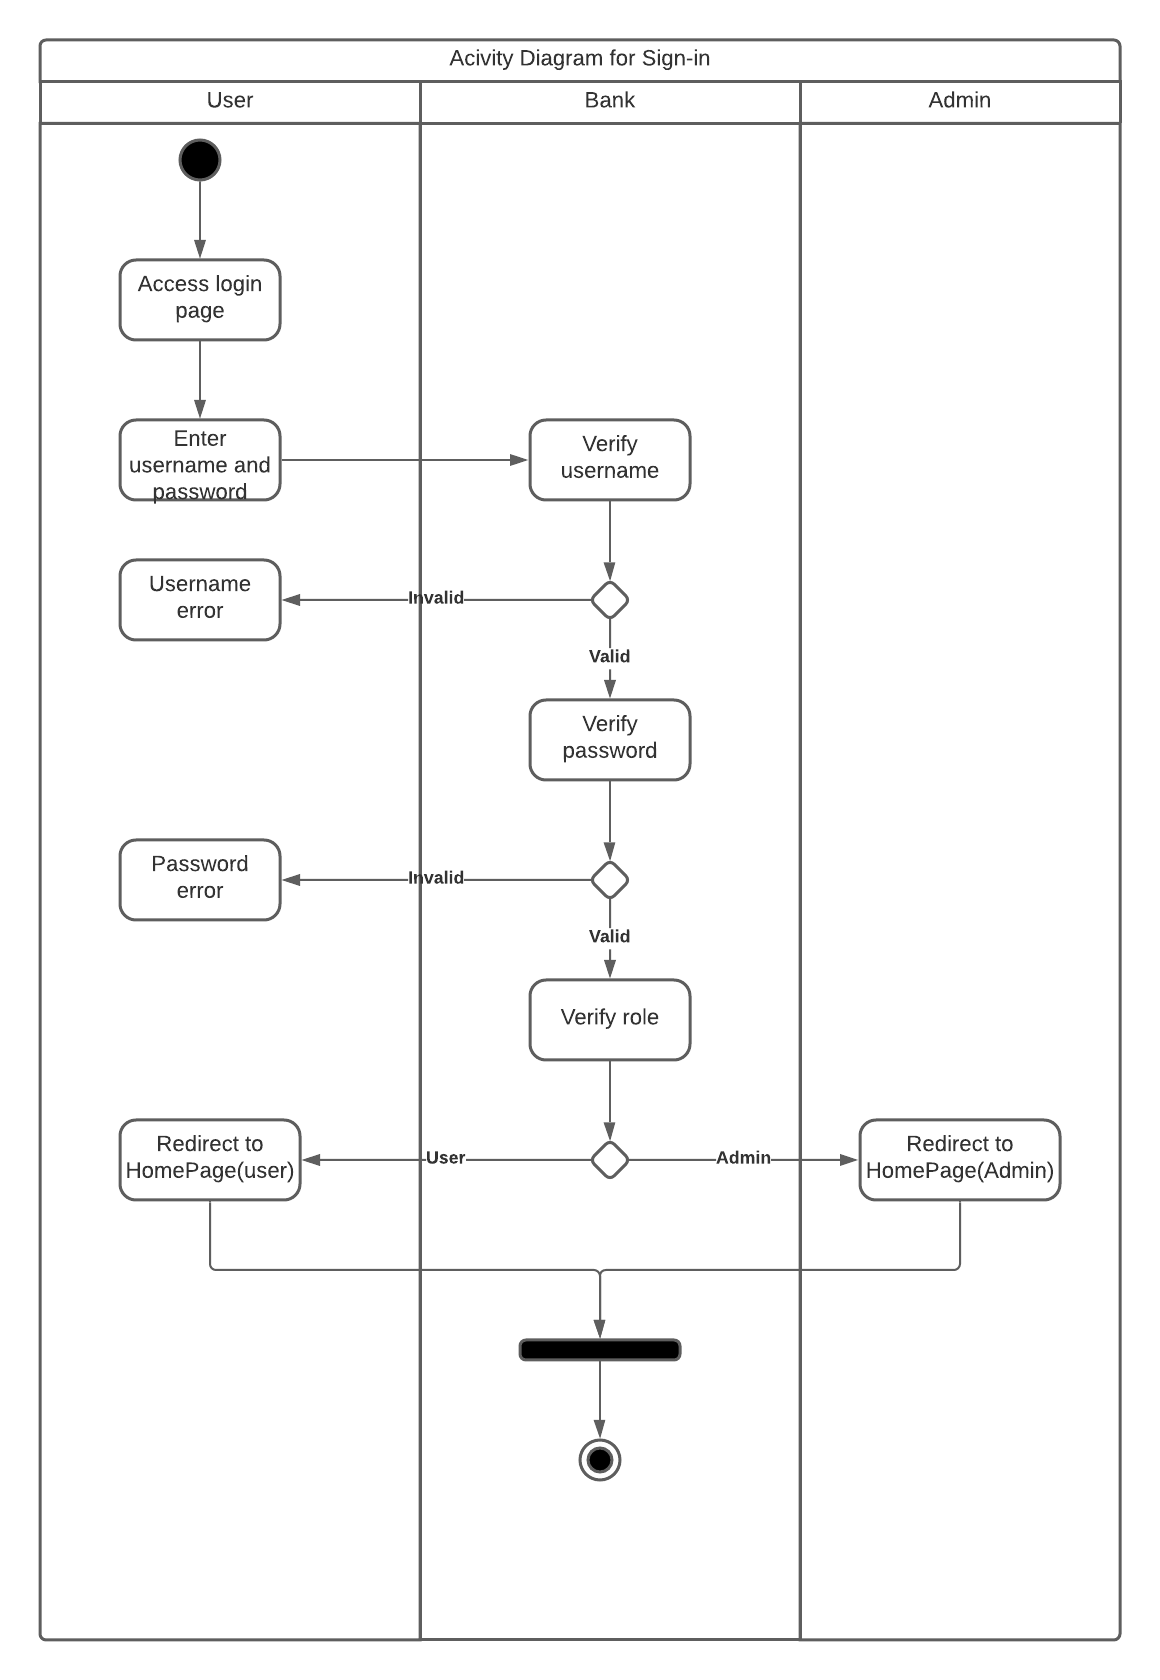 Acivity Diagram for Sign-in
User
Bank
Admin
Access login
page
Enter
username and
password
Verify
username
Username
error
Invalid
Valid
Verify
password
Password
error
Invalid
Valid
Verify role
Redirect to
HomePage(user)
User
Admin
Redirect to
HomePage(Admin)